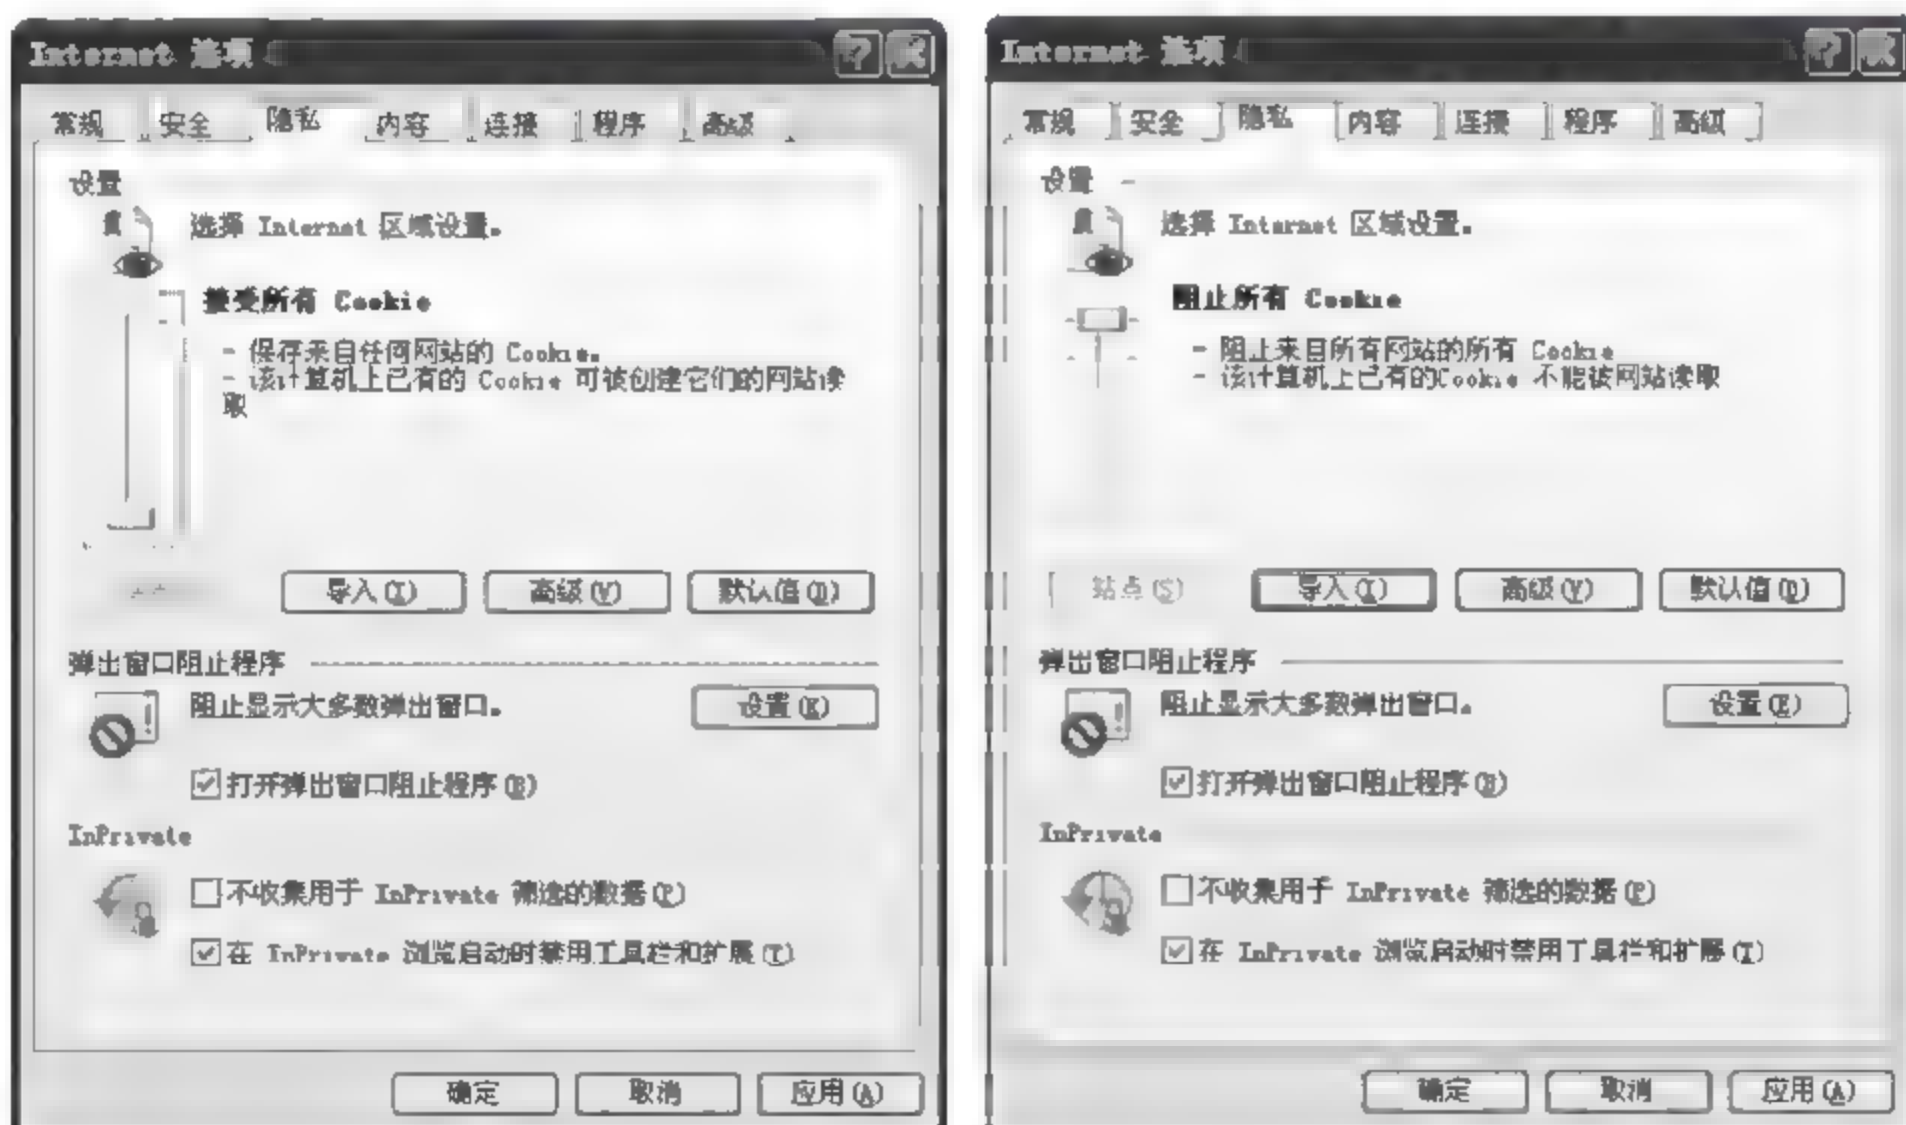 Internet 选项
常规 安全 隐私 内容 连接 程序 高级
设置
选择 Internet 区域设置。
接受所有 Cookie
- 保存来自任何网站的 Cookie。
- 该计算机上已有的 Cookie 可被创建它们的网站读
取
导入(I) 高级(V) 默认值(D)
弹出窗口阻止程序
阻止显示大多数弹出窗口。
设置(E)
打开弹出窗口阻止程序(B)
InPrivate
不收集用于 InPrivate 筛选的数据(P)
在 InPrivate 浏览启动时禁用工具栏和扩展(T)
确定 取消 应用(A)
Internet 选项
常规 安全 隐私 内容 连接 程序 高级
设置
选择 Internet 区域设置。
阻止所有 Cookie
- 阻止来自所有网站的所有 Cookie
- 该计算机上已有的Cookie 不能被网站读取
站点(S) 导入(I) 高级(V) 默认值(D)
弹出窗口阻止程序
阻止显示大多数弹出窗口。
设置(E)
打开弹出窗口阻止程序(B)
InPrivate
不收集用于 InPrivate 筛选的数据(P)
在 InPrivate 浏览启动时禁用工具栏和扩展(T)
确定 取消 应用(A)